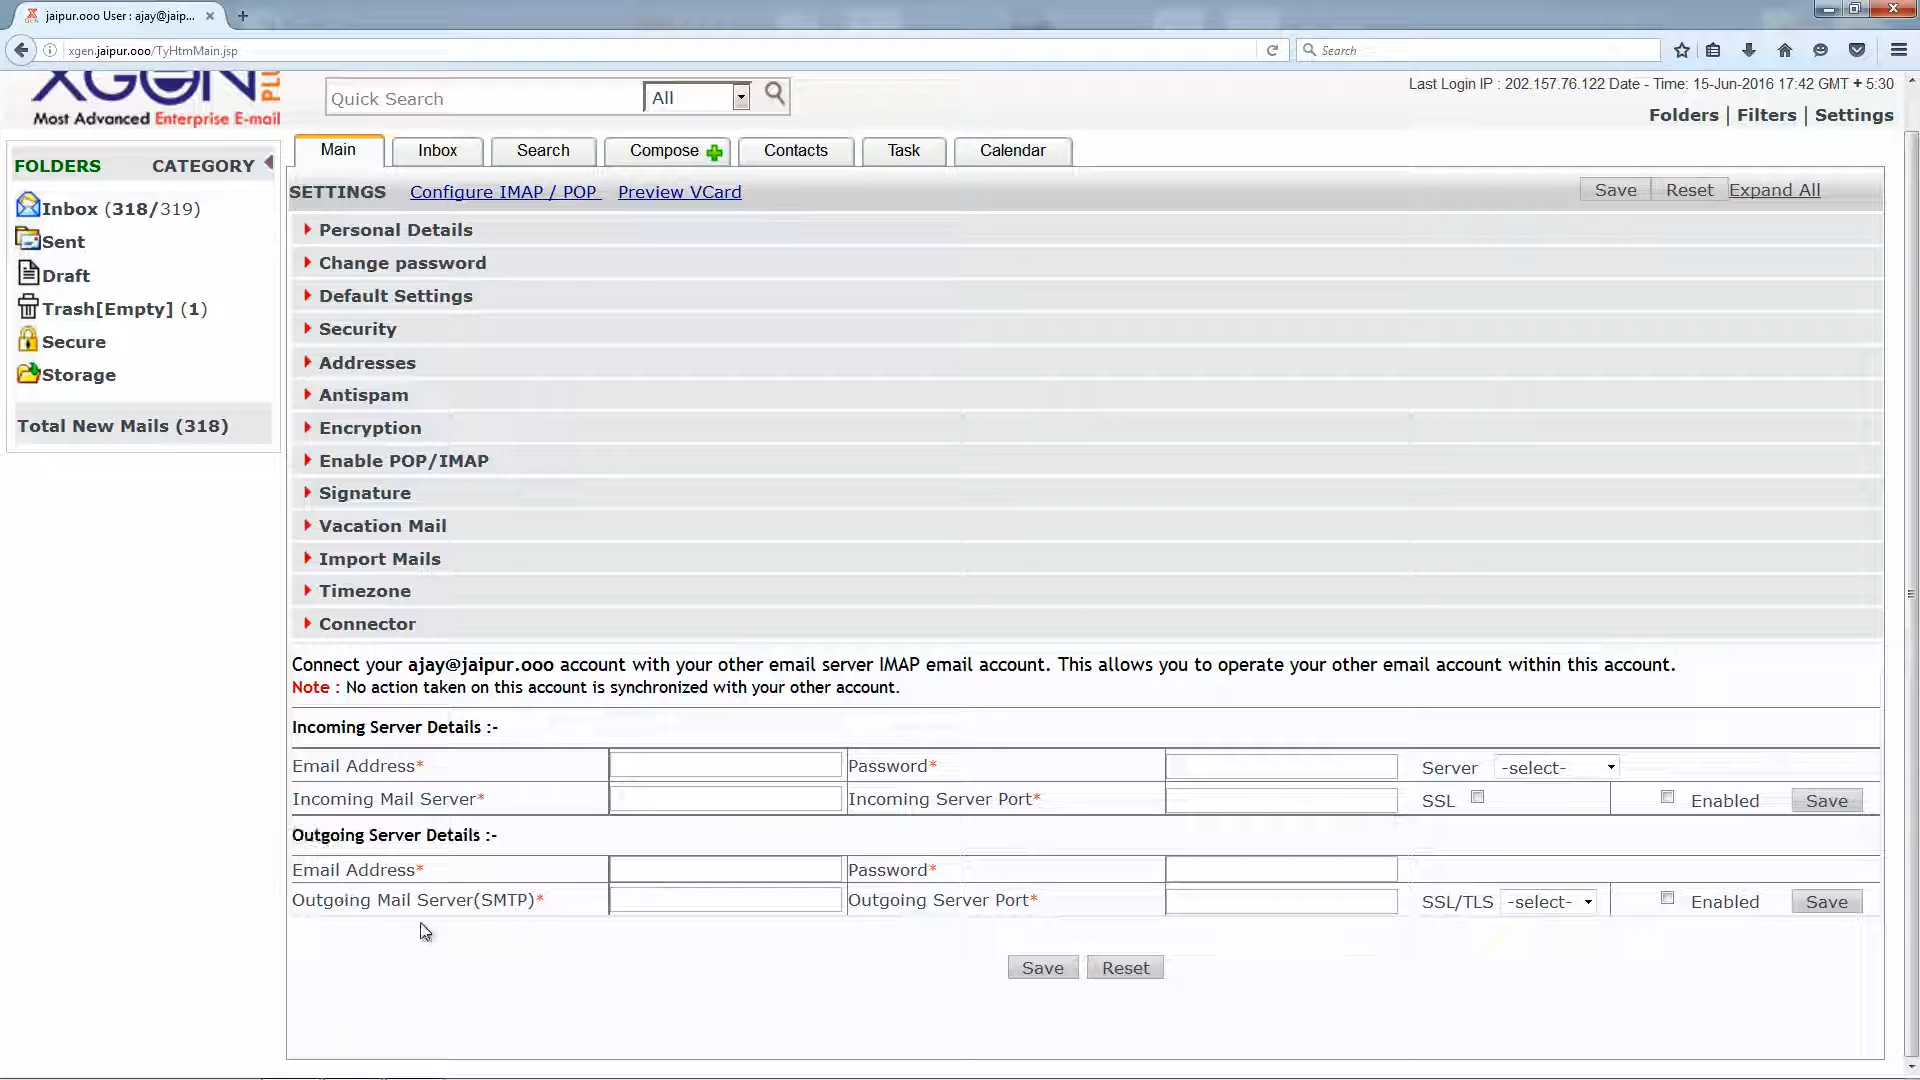 jaipur.ooo User : ajay@jaip...
xgen.jaipur.ooo/TyHtmMain.jsp
Search
XGEN PLUS
Most Advanced Enterprise E-mail
Quick Search
All
Last Login IP : 202.157.76.122 Date - Time: 15-Jun-2016 17:42 GMT + 5:30
Folders | Filters | Settings
Main
Inbox
Search
Compose
Contacts
Task
Calendar
FOLDERS CATEGORY
Inbox (318/319)
Sent
Draft
Trash[Empty] (1)
Secure
Storage
Total New Mails (318)
SETTINGS Configure IMAP / POP Preview VCard Save Reset Expand All
Personal Details
Change password
Default Settings
Security
Addresses
Antispam
Encryption
Enable POP/IMAP
Signature
Vacation Mail
Import Mails
Timezone
Connector
Connect your ajay@jaipur.ooo account with your other email server IMAP email account. This allows you to operate your other email account within this account.
Note : No action taken on this account is synchronized with your other account.
Incoming Server Details :-
Email Address* Password* Server -select-
Incoming Mail Server* Incoming Server Port* SSL Enabled Save
Outgoing Server Details :-
Email Address* Password*
Outgoing Mail Server(SMTP)* Outgoing Server Port* SSL/TLS -select- Enabled Save
Save Reset